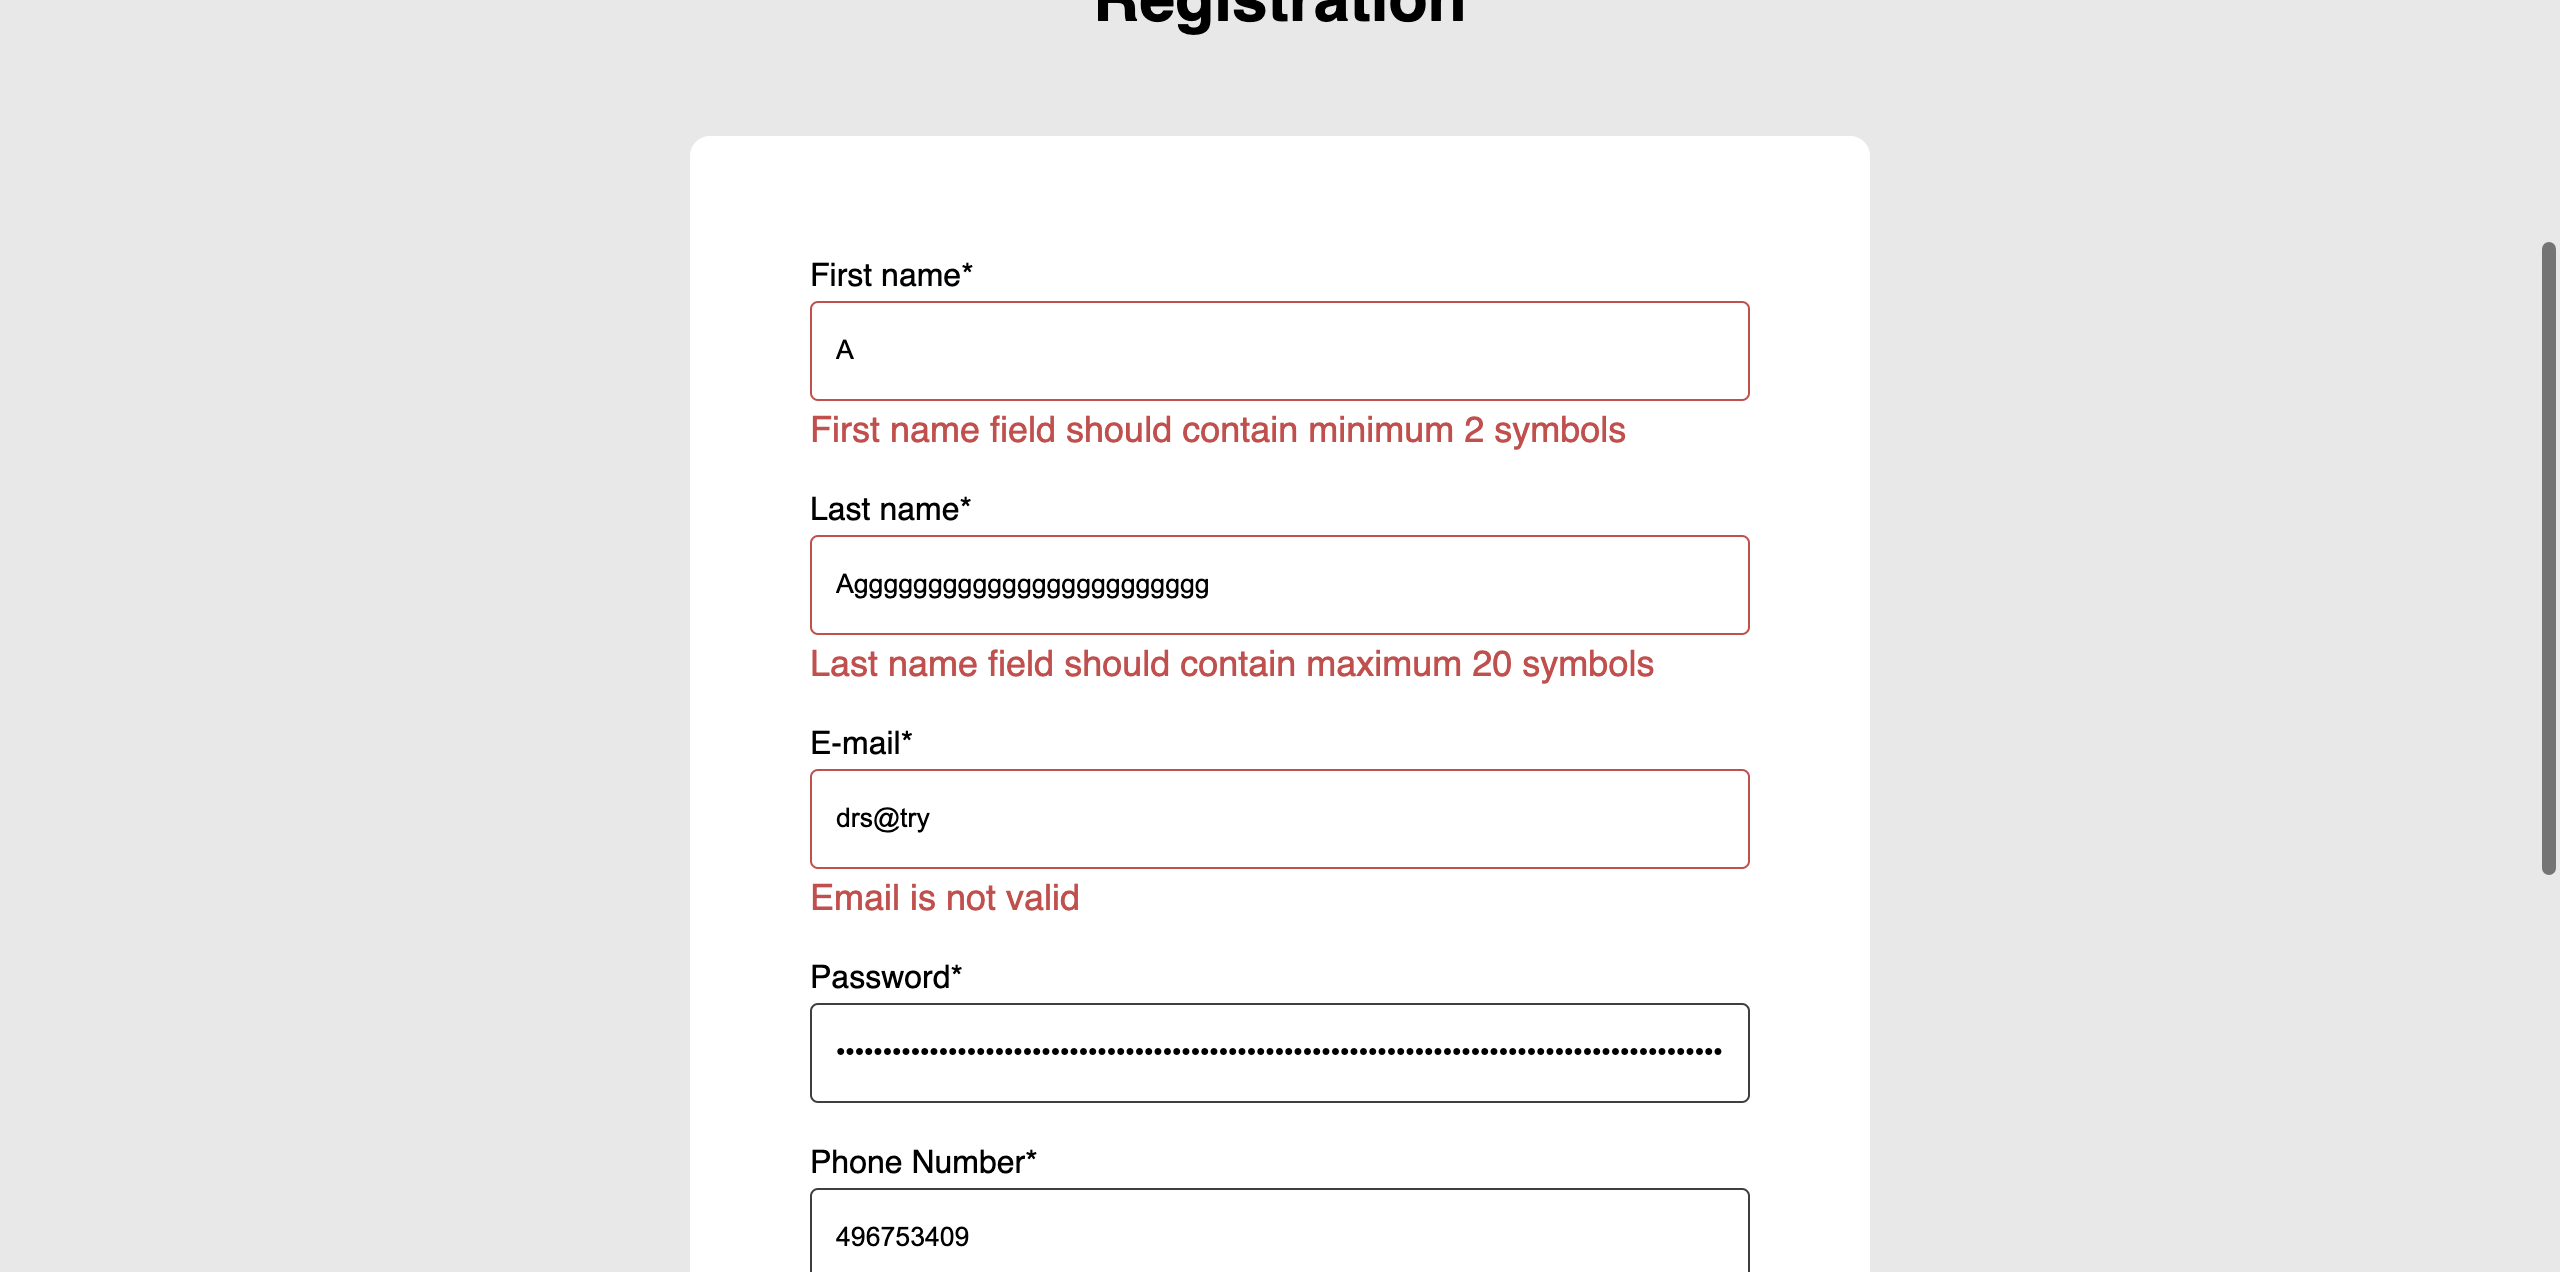 Registration
First name*
A
First name field should contain minimum 2 symbols
Last name*
Agggggggggggggggggggggggg
Last name field should contain maximum 20 symbols
E-mail*
drs@try
Email is not valid
Password*
Phone Number*
496753409